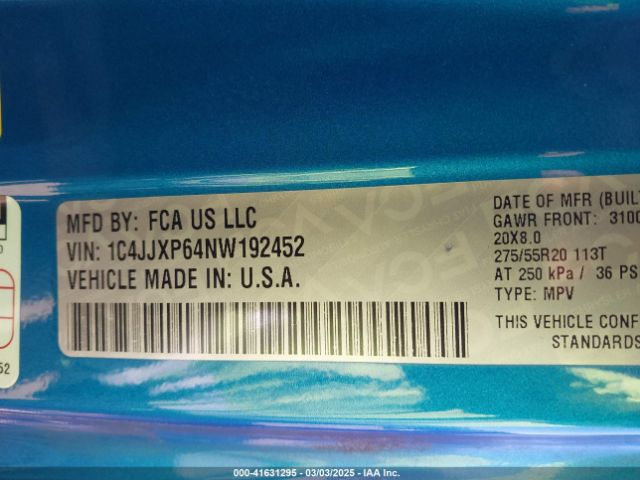 MFD BY: FCA US LLC
VIN: 1C4JJXP64NW192452
VEHICLE MADE IN: U.S.A.
DATE OF MFR (BUILT
GAWR FRONT: 3100
20X8.0
275/55R20 113T
AT 250 kPa / 36 PS
TYPE: MPV
THIS VEHICLE CONF
STANDARDS
52
000-41631295 - 03/03/2025 - IAA Inc.